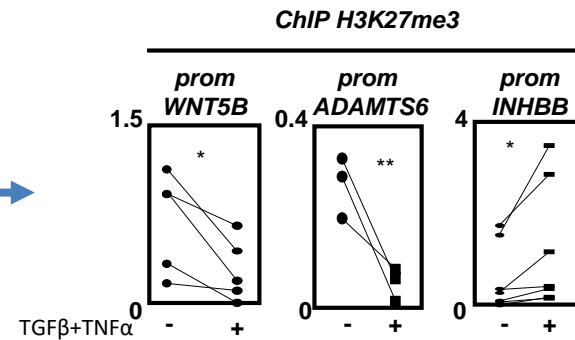 ChIP H3K27me3
prom prom prom
WNT5B ADAMTS6 INHBB
1.5 0.4 4
* ** *
0 0 0
TGFβ+TNFα - + - + - +